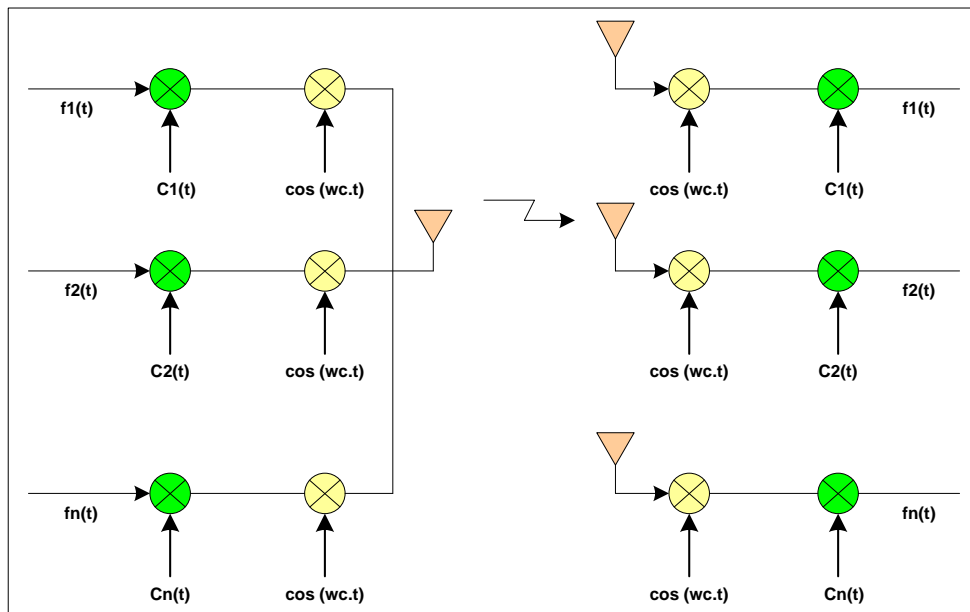 f1(t) f1(t)
C1(t) cos (wc.t) cos (wc.t) C1(t)
f2(t) f2(t)
C2(t) cos (wc.t) cos (wc.t) C2(t)
fn(t) fn(t)
Cn(t) cos (wc.t) cos (wc.t) Cn(t)